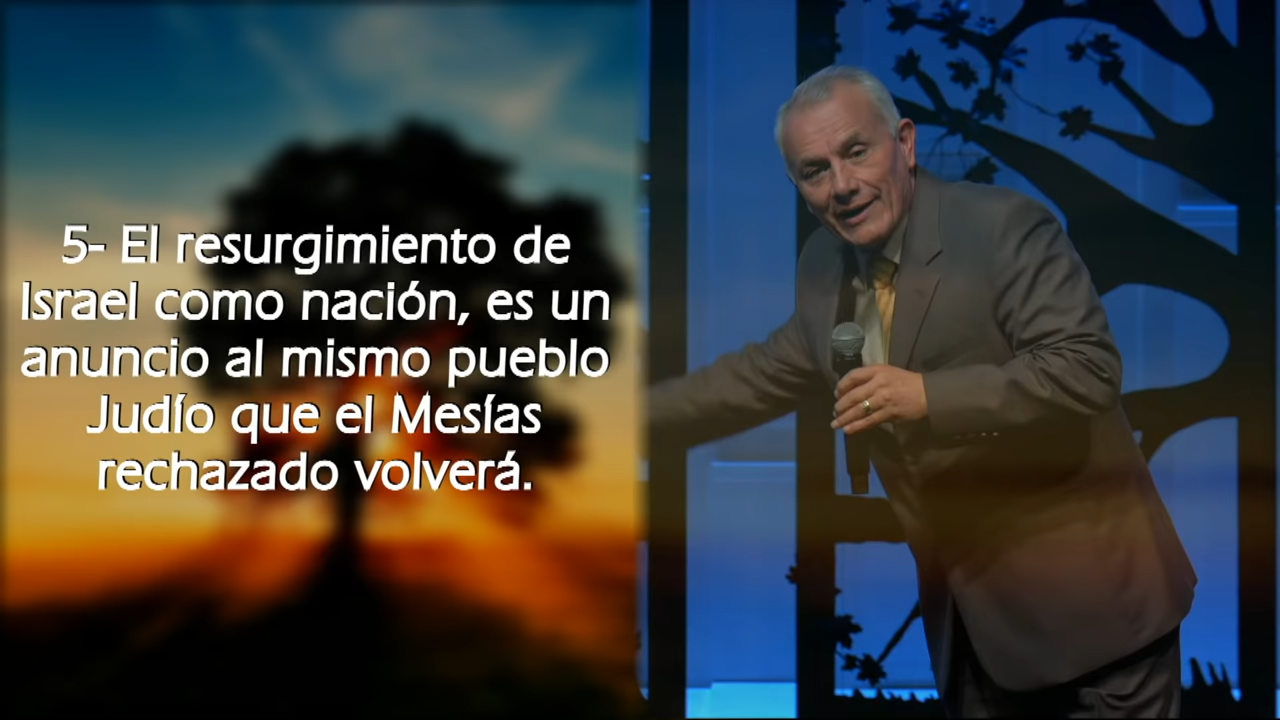 5- El resurgimiento de
Israel como nación, es un
anuncio al mismo pueblo
Judío que el Mesías
rechazado volverá.